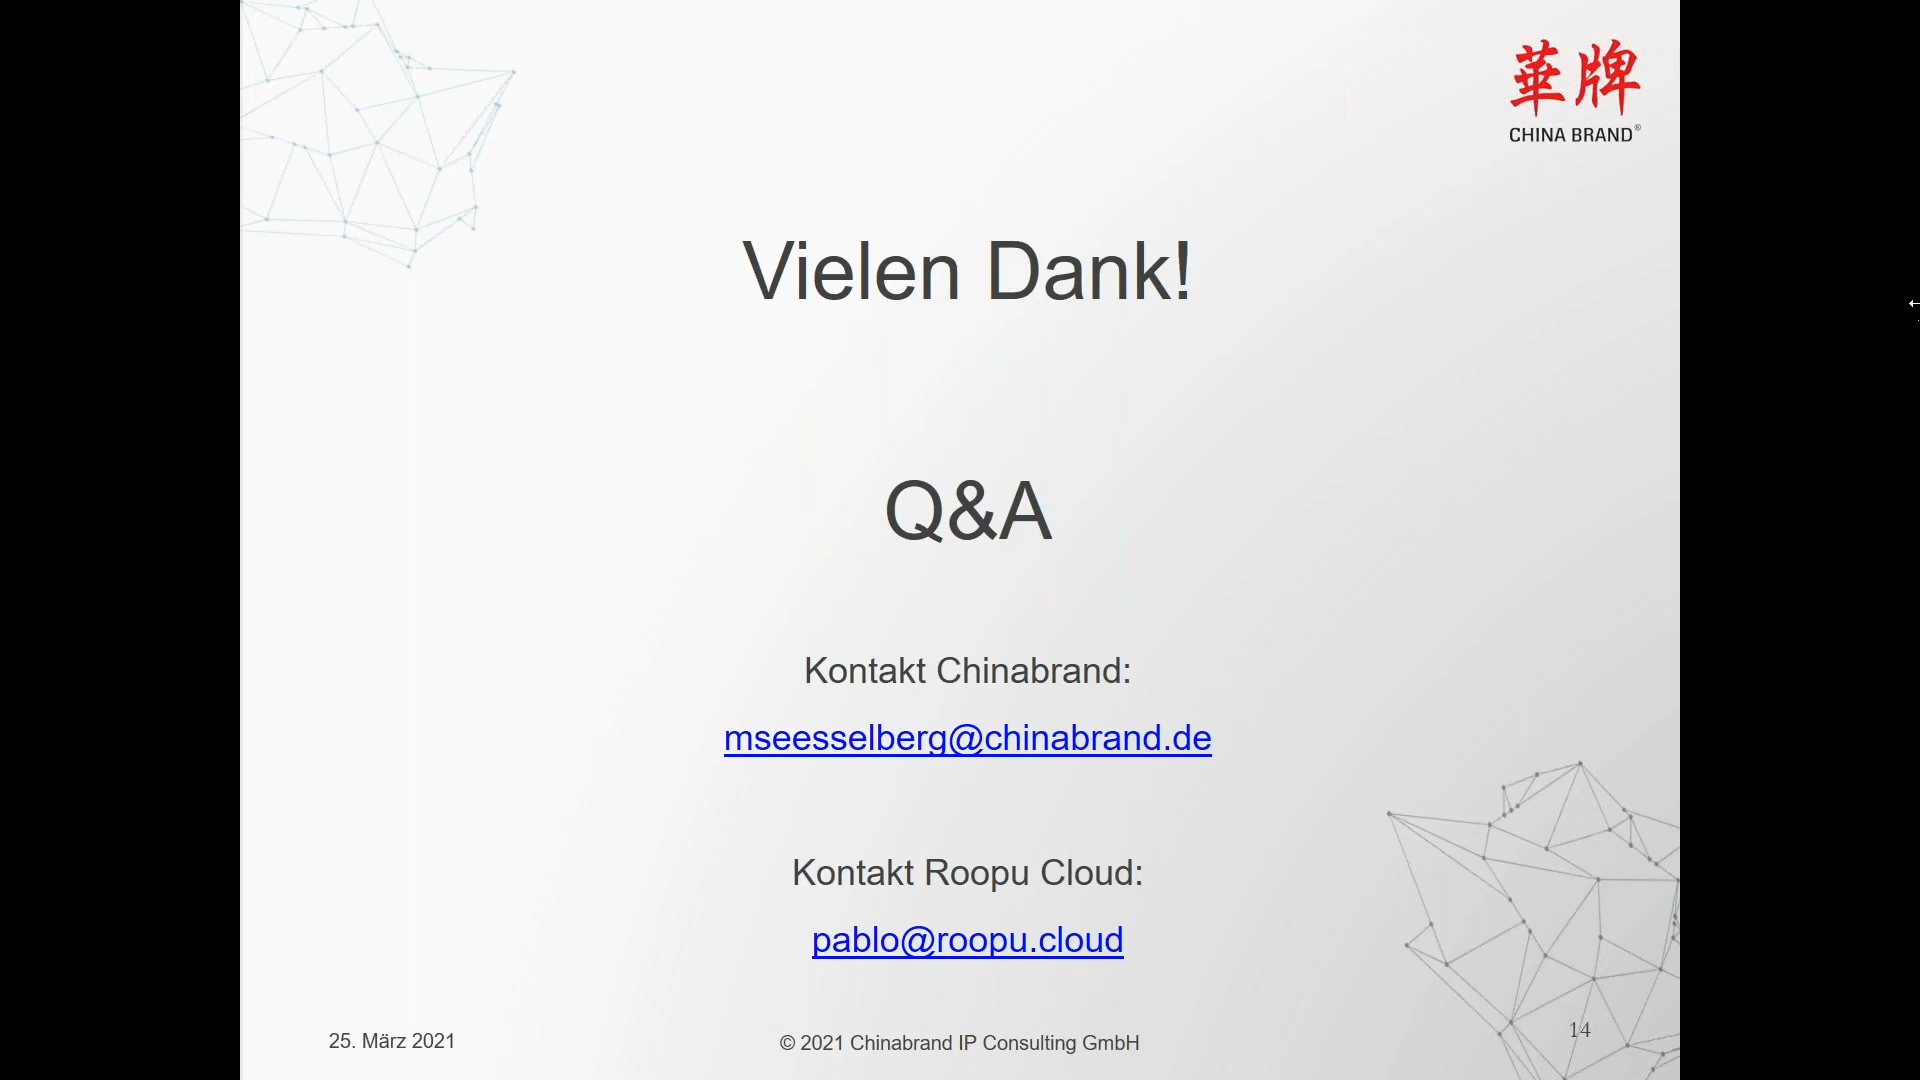 華牌
CHINA BRAND®
Vielen Dank!
Q&A
Kontakt Chinabrand:
mseesselberg@chinabrand.de
Kontakt Roopu Cloud:
pablo@roopu.cloud
25. März 2021
© 2021 Chinabrand IP Consulting GmbH
14